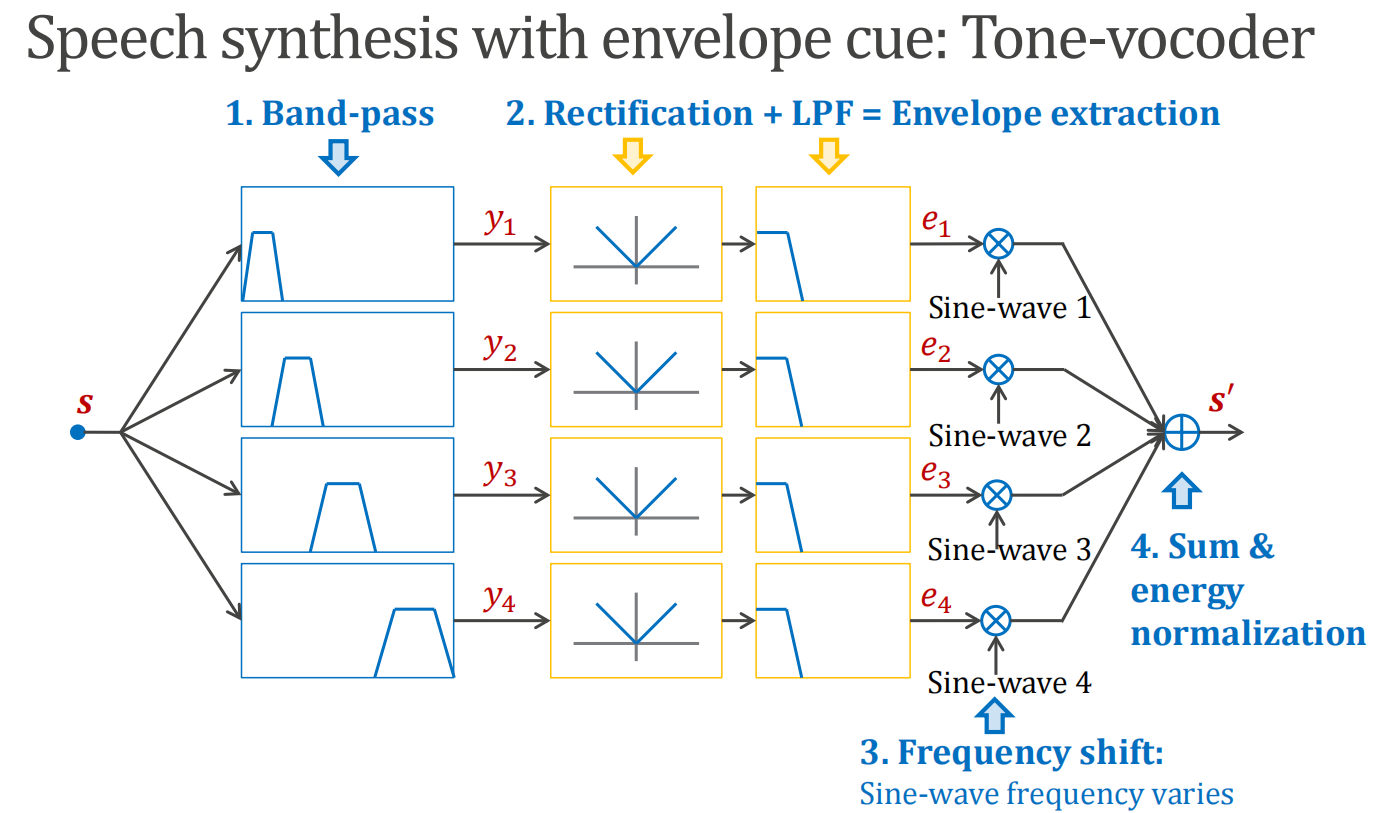 Speech synthesis with envelope cue: Tone-vocoder
1. Band-pass
2. Rectification + LPF = Envelope extraction
y₁
e₁
Sine-wave 1
y₂
e₂
Sine-wave 2
s
s′
y₃
e₃
Sine-wave 3
y₄
e₄
Sine-wave 4
4. Sum &
energy
normalization
3. Frequency shift:
Sine-wave frequency varies